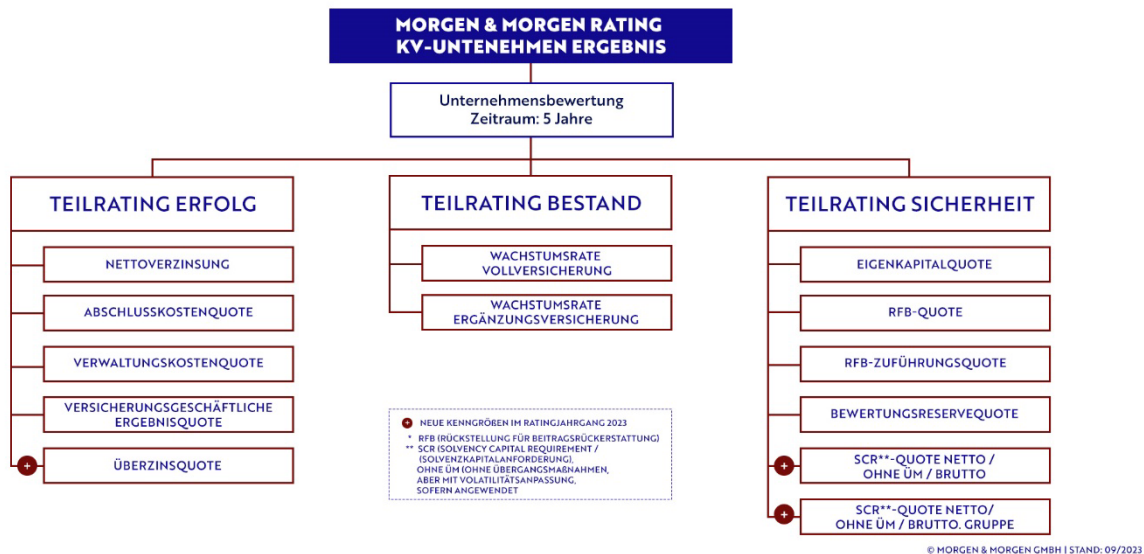 MORGEN & MORGEN RATING
KV-UNTENEHMEN ERGEBNIS
Unternehmensbewertung
Zeitraum: 5 Jahre
TEILRATING ERFOLG
NETTOVERZINSUNG
ABSCHLUSSKOSTENQUOTE
VERWALTUNGSKOSTENQUOTE
VERSICHERUNGSGESCHÄFTLICHE
ERGEBNISQUOTE
+
ÜBERZINSQUOTE
TEILRATING BESTAND
WACHSTUMSRATE
VOLLVERSICHERUNG
WACHSTUMSRATE
ERGÄNZUNGSVERSICHERUNG
TEILRATING SICHERHEIT
EIGENKAPITALQUOTE
RFB-QUOTE
RFB-ZUFÜHRUNGSQUOTE
BEWERTUNGSRESERVEQUOTE
+
SCR**-QUOTE NETTO /
OHNE ÜM / BRUTTO
+
SCR**-QUOTE NETTO/
OHNE ÜM / BRUTTO. GRUPPE
+ NEUE KENNGRÖßEN IM RATINGJAHRGANG 2023
* RFB (RÜCKSTELLUNG FÜR BEITRAGSRÜCKERSTATTUNG)
** SCR (SOLVENCY CAPITAL REQUIREMENT /
(SOLVENZKAPITALANFORDERUNG),
OHNE ÜM (OHNE ÜBERGANGSMAßNAHMEN,
ABER MIT VOLATILITÄTSANPASSUNG,
SOFERN ANGEWENDET
© MORGEN & MORGEN GMBH | STAND: 09/2023